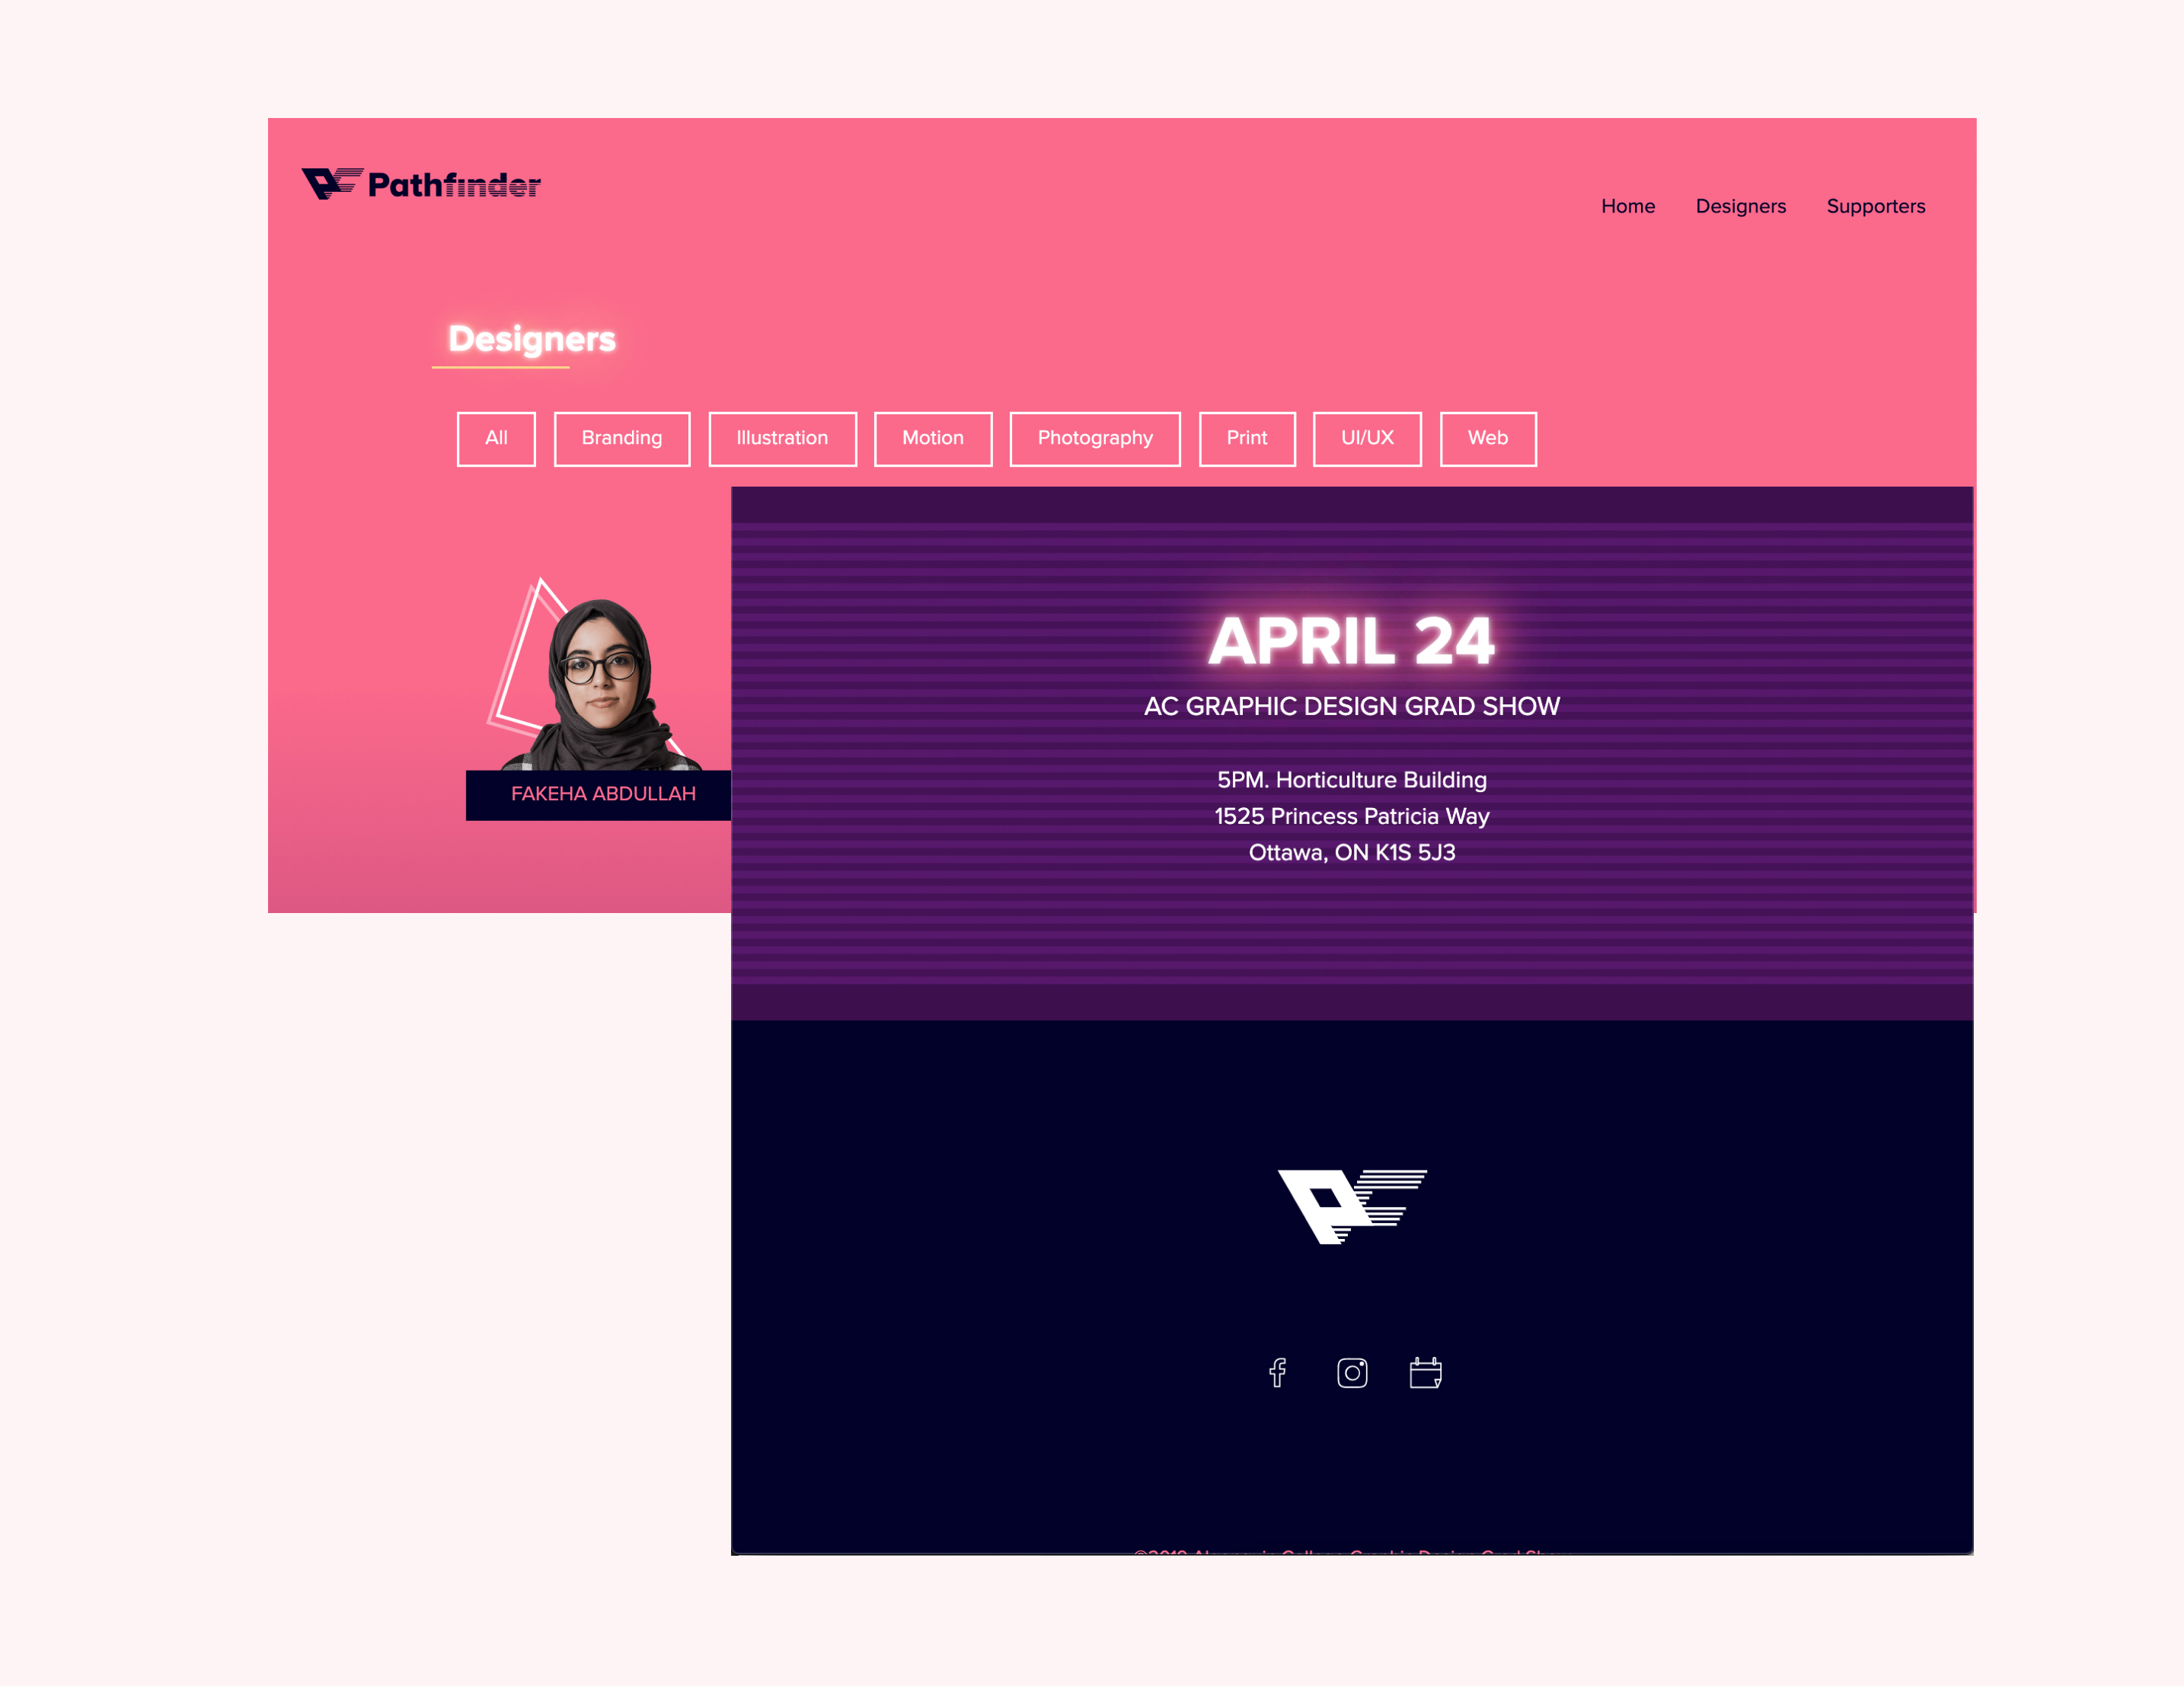 Pathfinder
Home Designers Supporters
Designers
All Branding Illustration Motion Photography Print UI/UX Web
FAKEHA ABDULLAH
APRIL 24
AC GRAPHIC DESIGN GRAD SHOW
5PM. Horticulture Building
1525 Princess Patricia Way
Ottawa, ON K1S 5J3